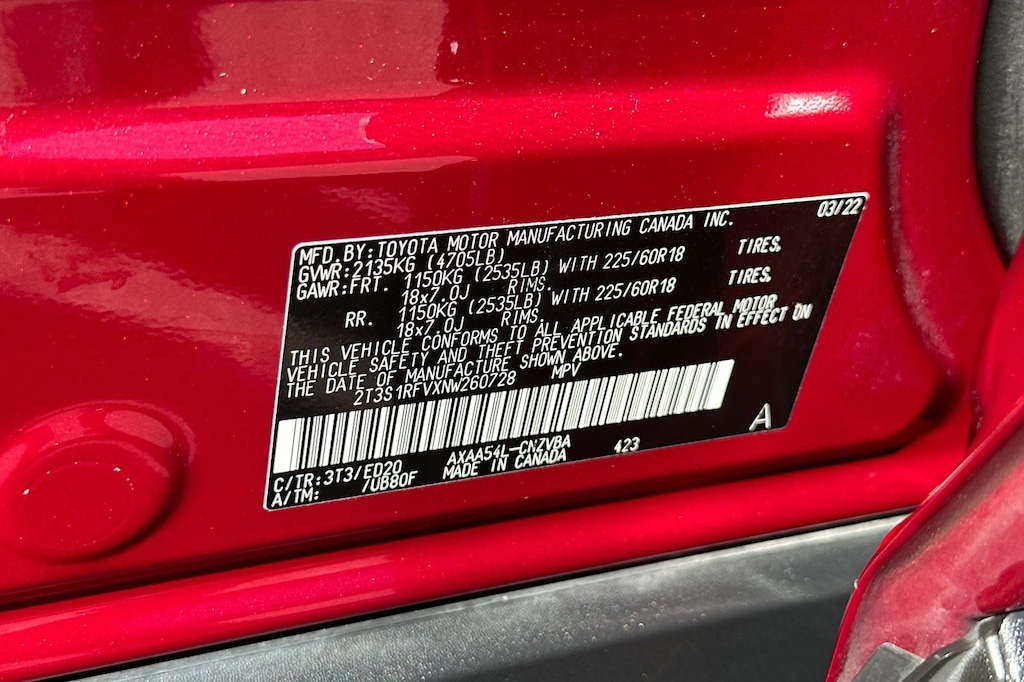 03/22
MFD. BY: TOYOTA MOTOR MANUFACTURING CANADA INC.
GVWR: 2135KG (4705LB)
GAWR: FRT. 1150KG (2535LB) WITH 225/60R18 TIRES,
18x7.0J RIMS.
RR. 1150KG (2535LB) WITH 225/60R18 TIRES,
18x7.0J RIMS.
THIS VEHICLE CONFORMS TO ALL APPLICABLE FEDERAL MOTOR
VEHICLE SAFETY AND THEFT PREVENTION STANDARDS IN EFFECT ON
THE DATE OF MANUFACTURE SHOWN ABOVE.
2T3S1RFVXNW260728 MPV
A
C/TR: 3T3/ED20 AXAA54L-CNZVBA 423
A/TM: /UB80F MADE IN CANADA